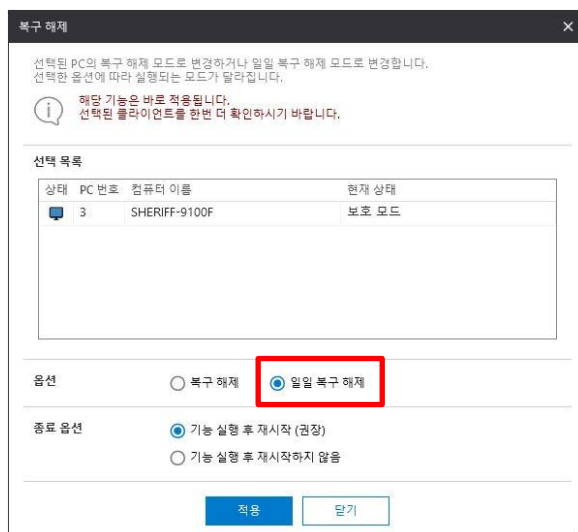 복구 해제
선택된 PC의 복구 해제 모드로 변경하거나 일일 복구 해제 모드로 변경합니다.
선택한 옵션에 따라 실행되는 모드가 달라집니다.
해당 기능은 바로 적용됩니다.
선택된 클라이언트를 한번 더 확인하시기 바랍니다.
선택 목록
상태 PC 번호 컴퓨터 이름 현재 상태
3 SHERIFF-9100F 보호 모드
옵션 복구 해제 일일 복구 해제
종료 옵션 기능 실행 후 재시작 (권장)
기능 실행 후 재시작하지 않음
적용 닫기